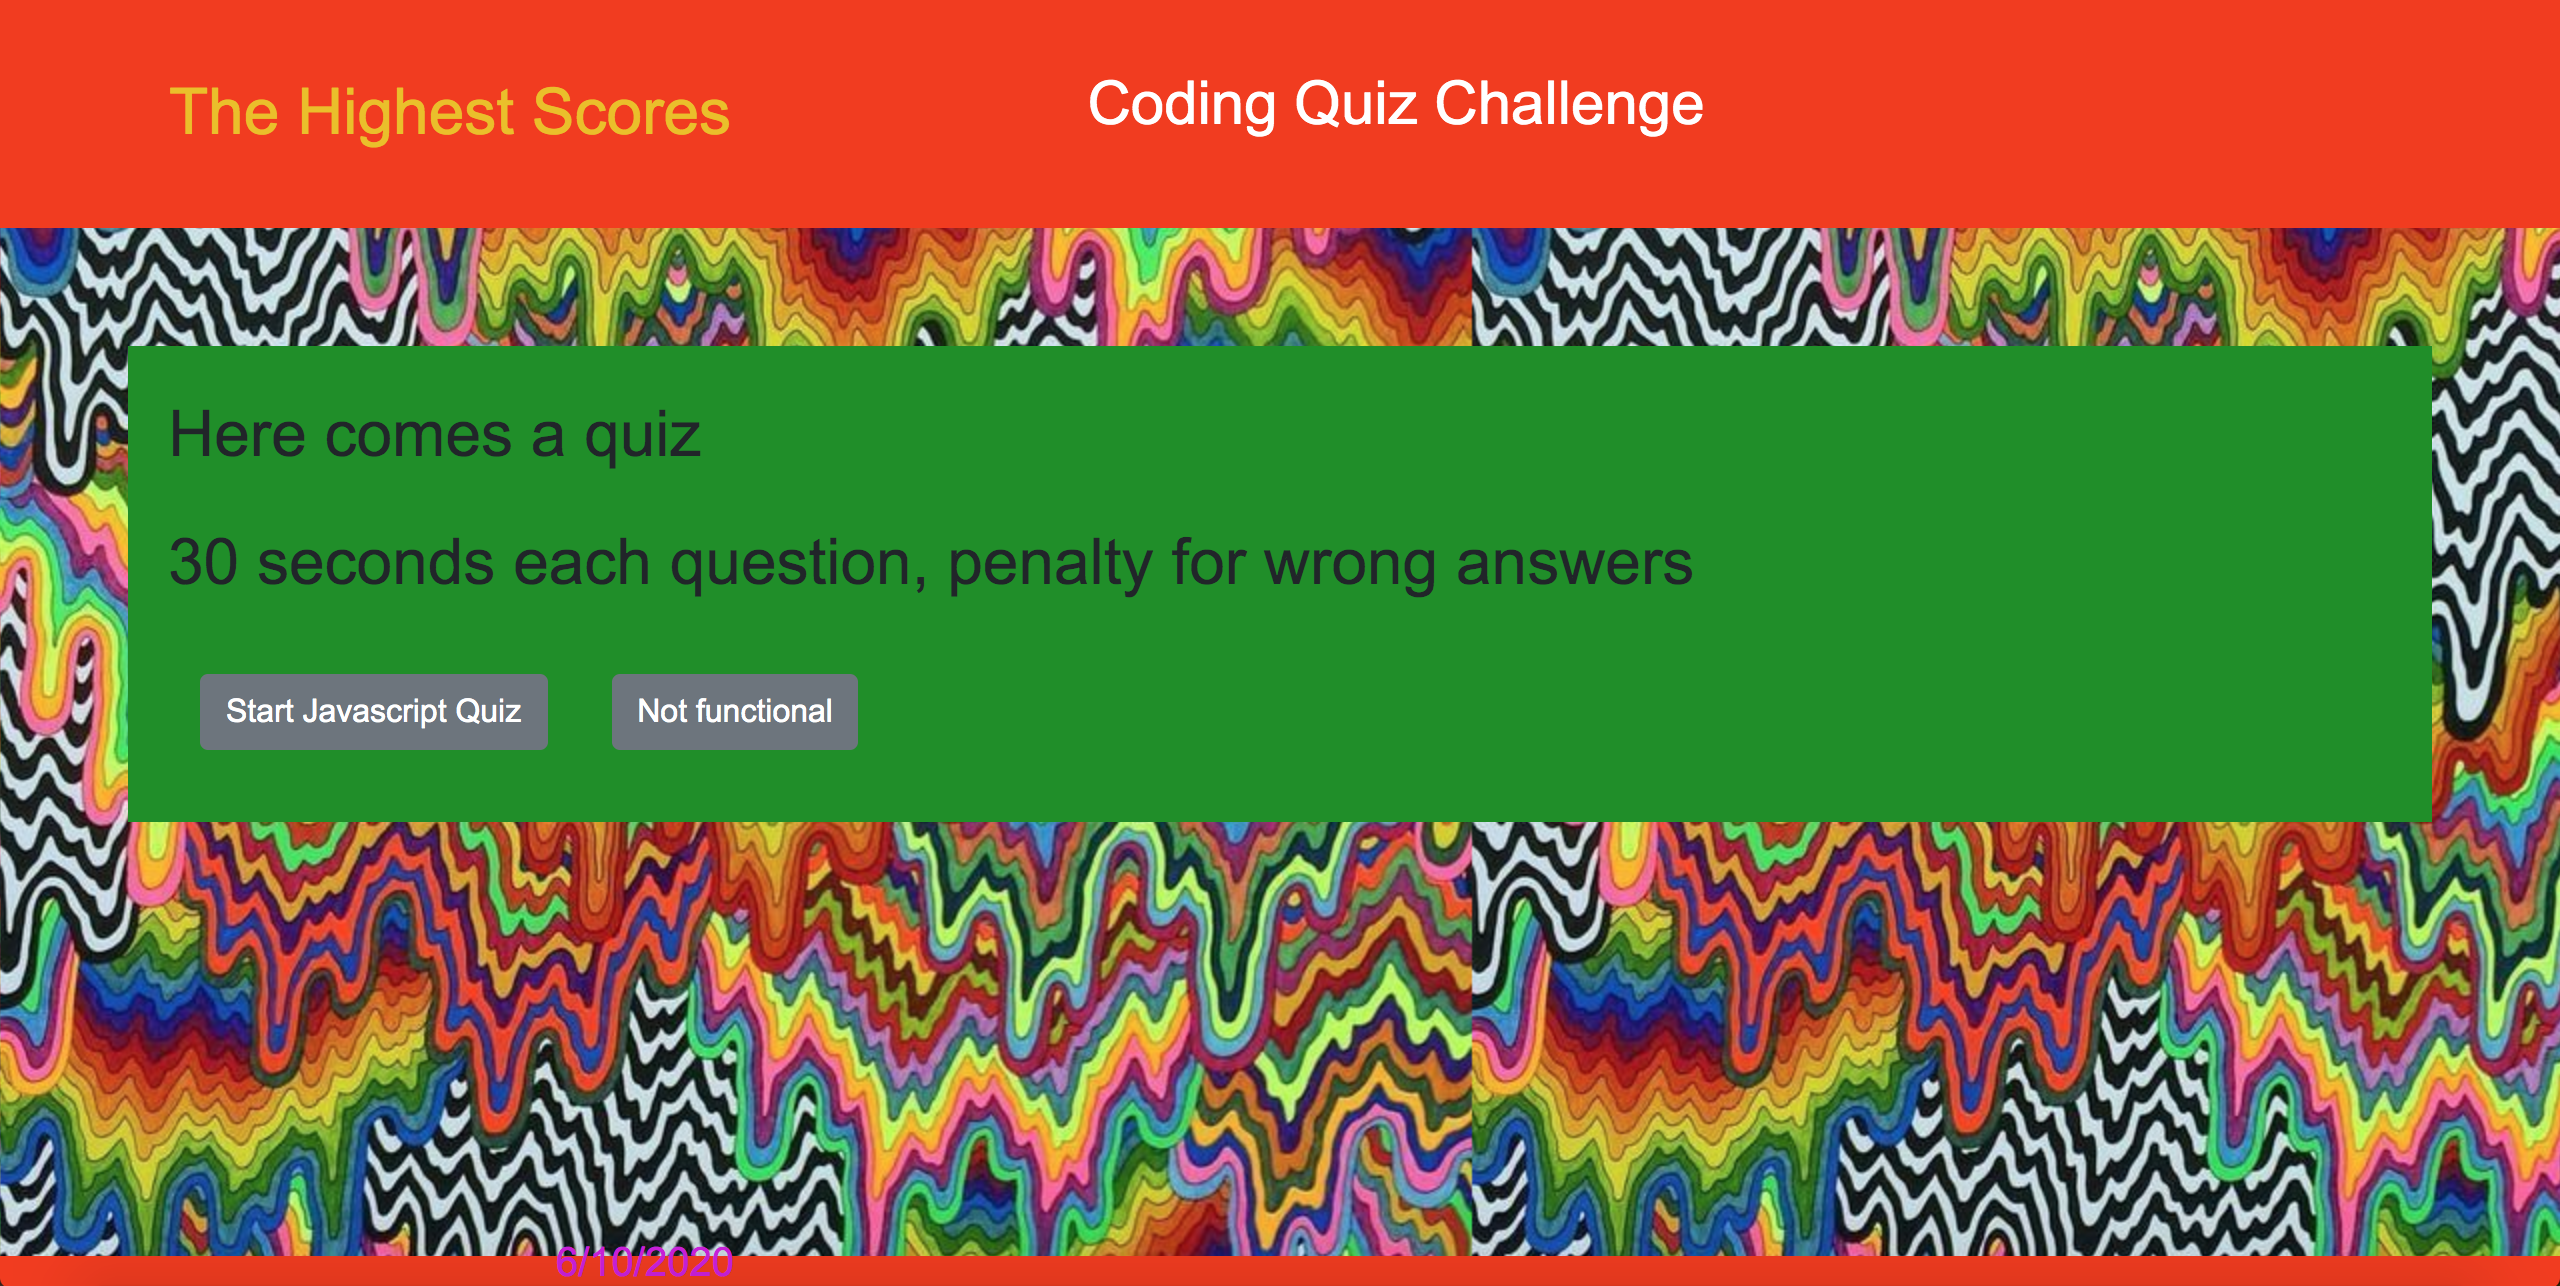 The Highest Scores
Coding Quiz Challenge
Here comes a quiz
30 seconds each question, penalty for wrong answers
Start Javascript Quiz
Not functional
6/10/2020